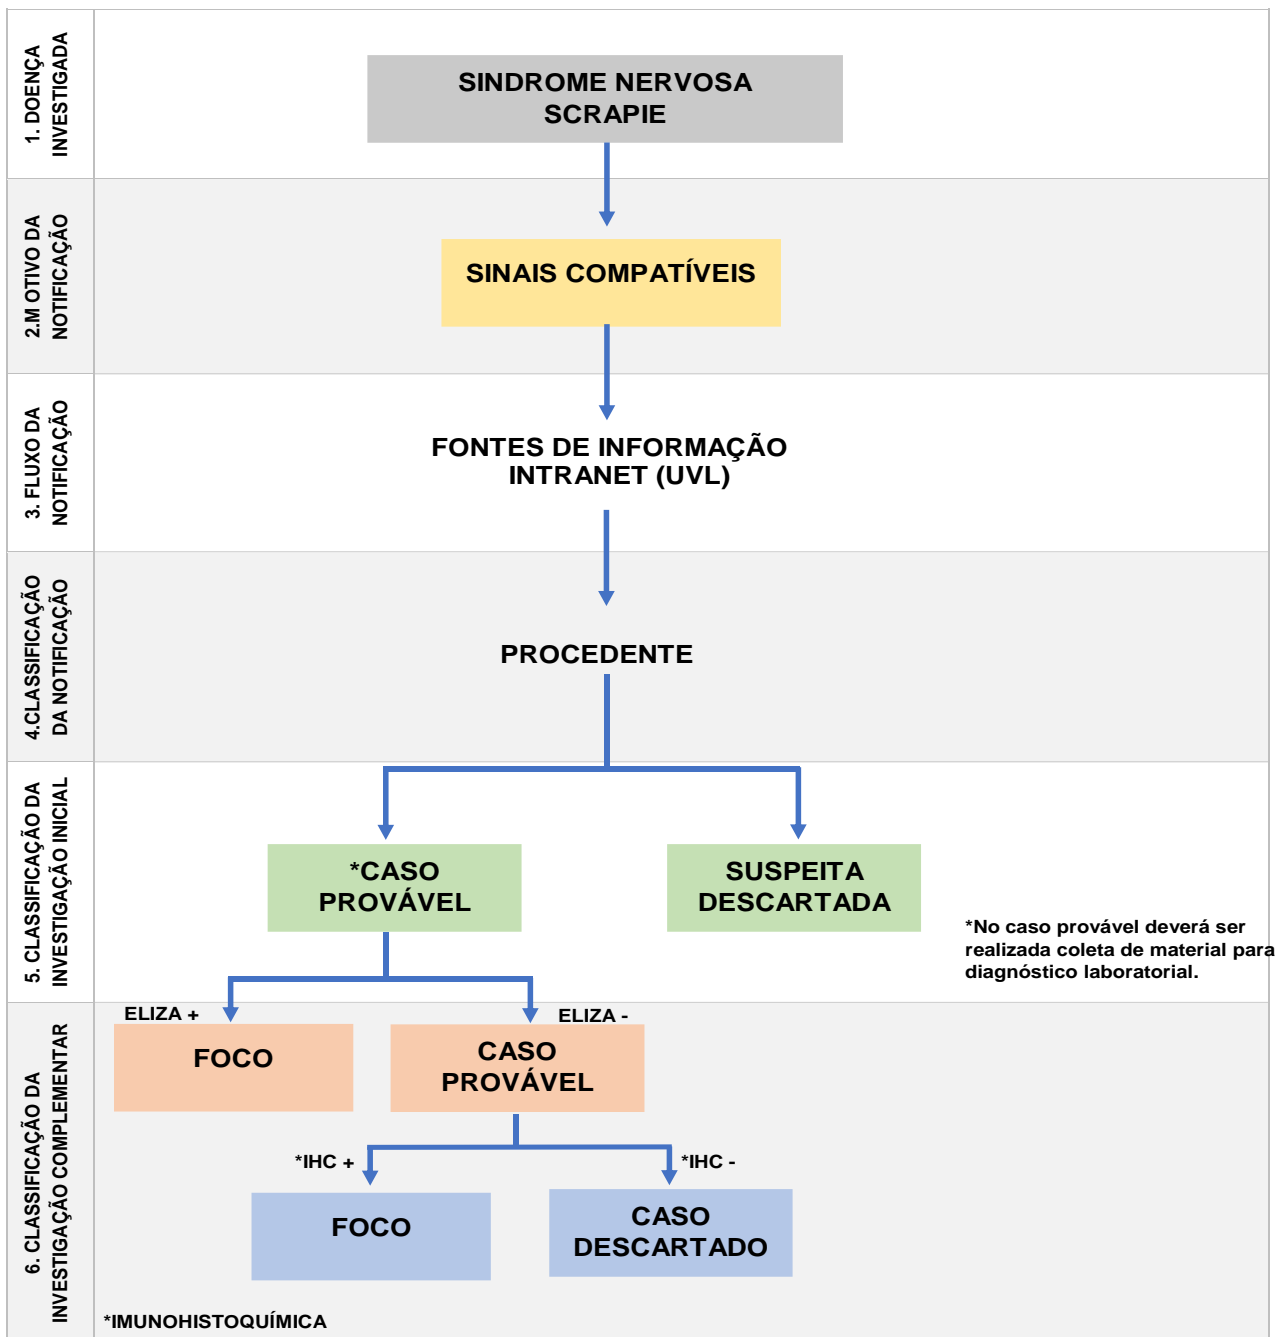 1. DOENÇA
INVESTIGADA
SINDROME NERVOSA
SCRAPIE
2.M OTIVO DA
NOTIFICAÇÃO
SINAIS COMPATÍVEIS
3. FLUXO DA
NOTIFICAÇÃO
FONTES DE INFORMAÇÃO
INTRANET (UVL)
4.CLASSIFICAÇÃO
DA NOTIFICAÇÃO
PROCEDENTE
5. CLASSIFICAÇÃO DA
INVESTIGAÇÃO INICIAL
*CASO
PROVÁVEL
SUSPEITA
DESCARTADA
*No caso provável deverá ser
realizada coleta de material para
diagnóstico laboratorial.
6. CLASSIFICAÇÃO DA
INVESTIGAÇÃO COMPLEMENTAR
ELIZA +
ELIZA -
FOCO
CASO
PROVÁVEL
*IHC +
*IHC -
FOCO
CASO
DESCARTADO
*IMUNOHISTOQUÍMICA